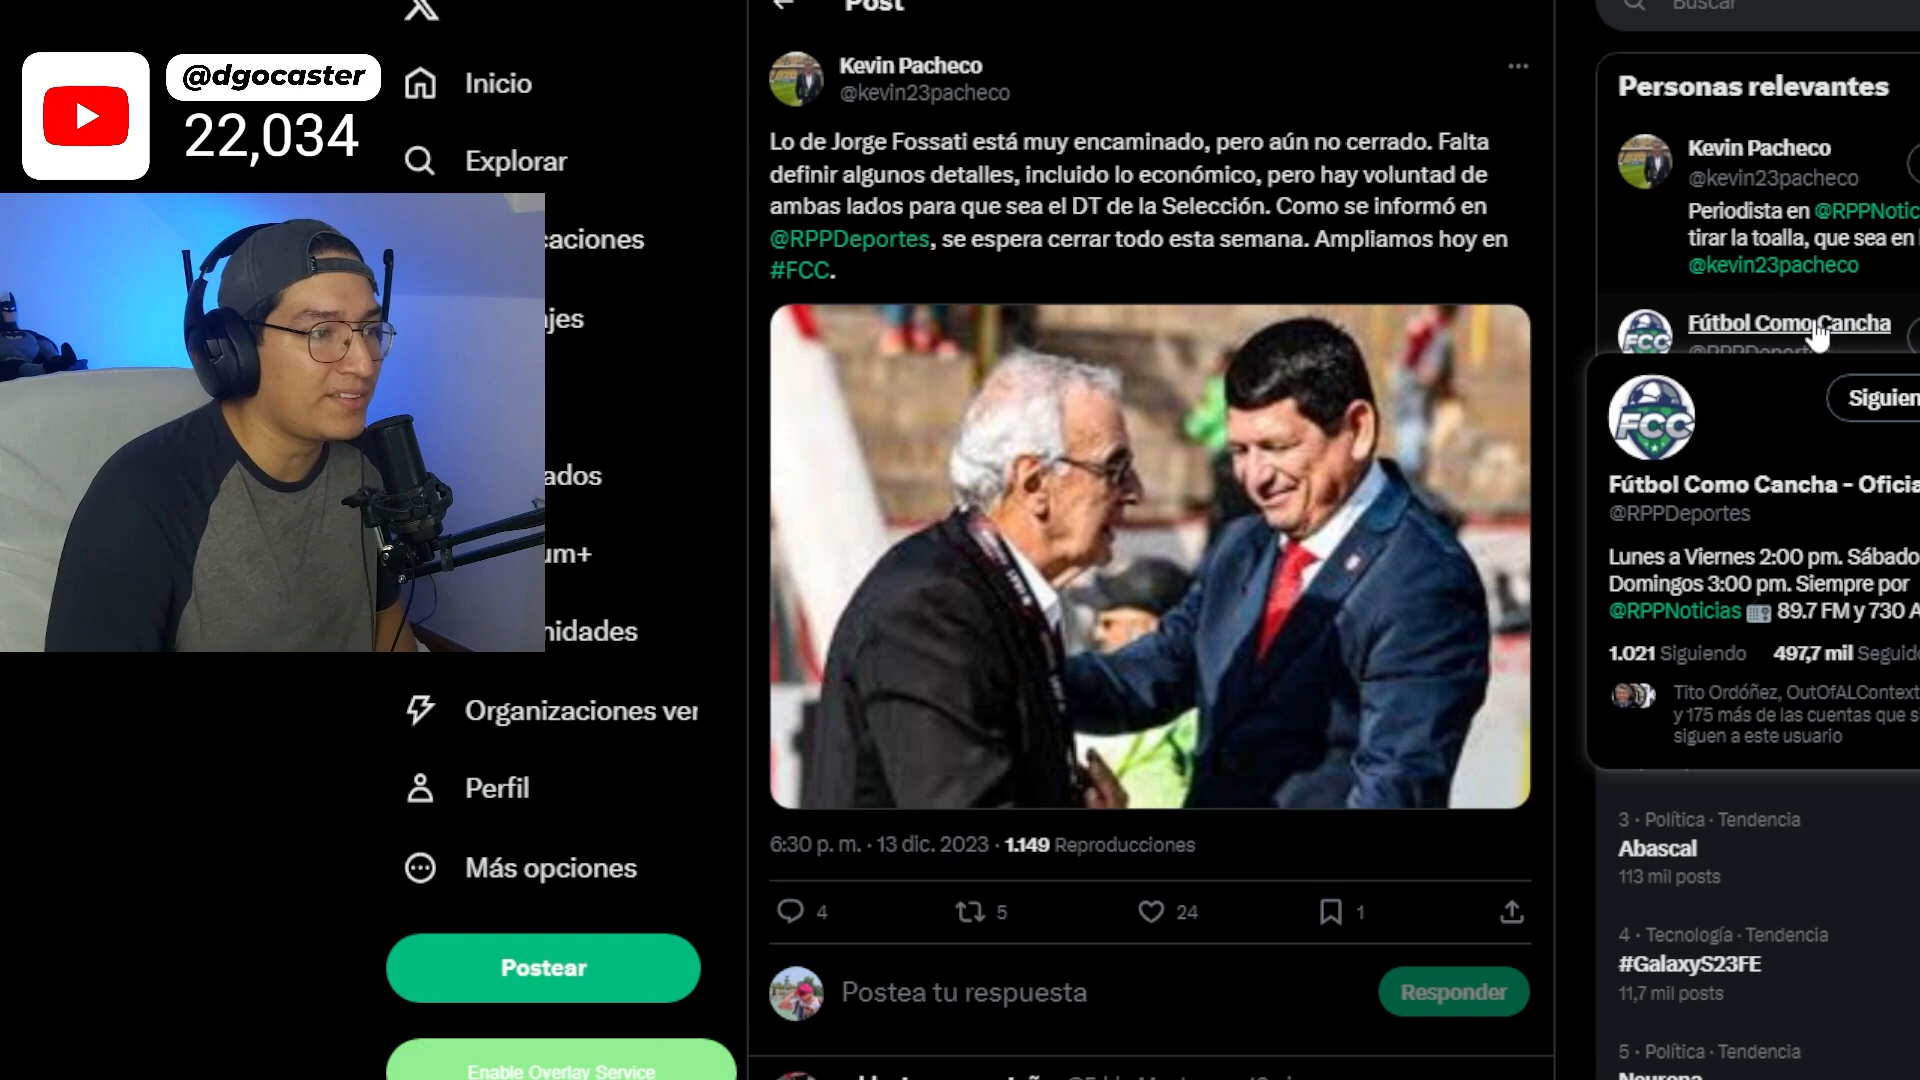 @dgocaster
22,034
Inicio
Explorar
caciones
ados
um+
nidades
Organizaciones ver
Perfil
Más opciones
Postear
Enable Overlay Service
Post
Kevin Pacheco
@kevin23pacheco
Lo de Jorge Fossati está muy encaminado, pero aún no cerrado. Falta
definir algunos detalles, incluido lo económico, pero hay voluntad de
ambas lados para que sea el DT de la Selección. Como se informó en
@RPPDeportes, se espera cerrar todo esta semana. Ampliamos hoy en
#FCC.
6:30 p. m. · 13 dic. 2023 · 1.149 Reproducciones
4
5
24
1
Postea tu respuesta
Responder
Buscar
Personas relevantes
Kevin Pacheco
@kevin23pacheco
Periodista en @RPPNotic
tirar la toalla, que sea en
@kevin23pacheco
FCC
Fútbol Como Cancha
@RPPDeport
FCC
Siguien
Fútbol Como Cancha - Oficia
@RPPDeportes
Lunes a Viernes 2:00 pm. Sábado
Domingos 3:00 pm. Siempre por
@RPPNoticias 89.7 FM y 730 A
1.021 Siguiendo 497,7 mil Seguido
Tito Ordóñez, OutOfALContext
y 175 más de las cuentas que s
siguen a este usuario
3 · Política · Tendencia
Abascal
113 mil posts
4 · Tecnología · Tendencia
#GalaxyS23FE
11,7 mil posts
5 · Política · Tendencia